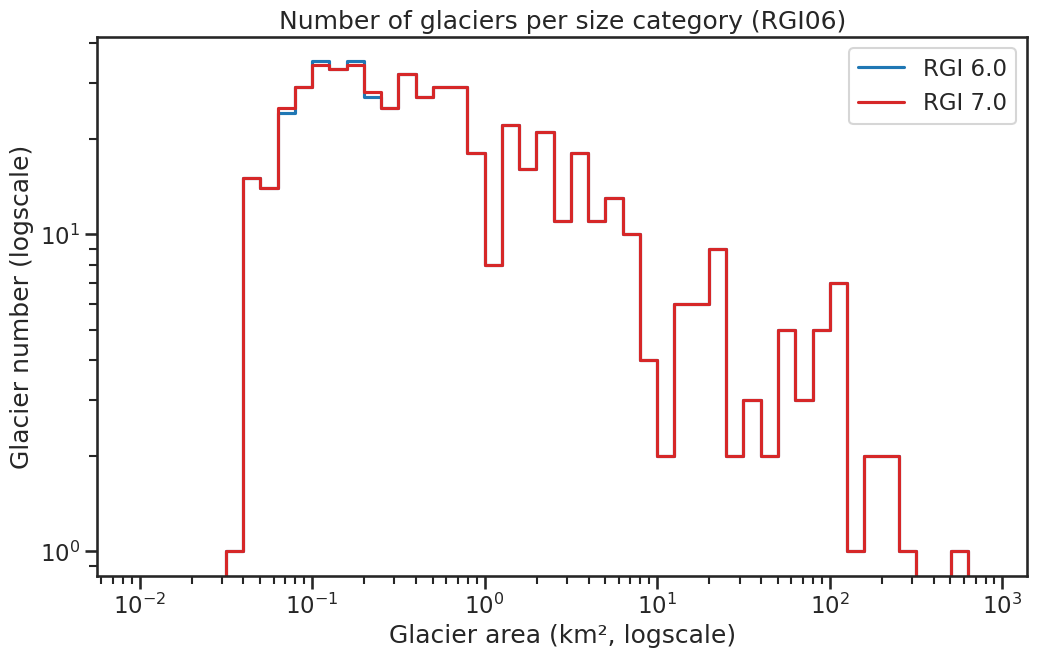 Number of glaciers per size category (RGI06)
RGI 6.0
RGI 7.0
Glacier number (logscale)
10¹
10⁰
10⁻²
10⁻¹
10⁰
10¹
10²
10³
Glacier area (km², logscale)